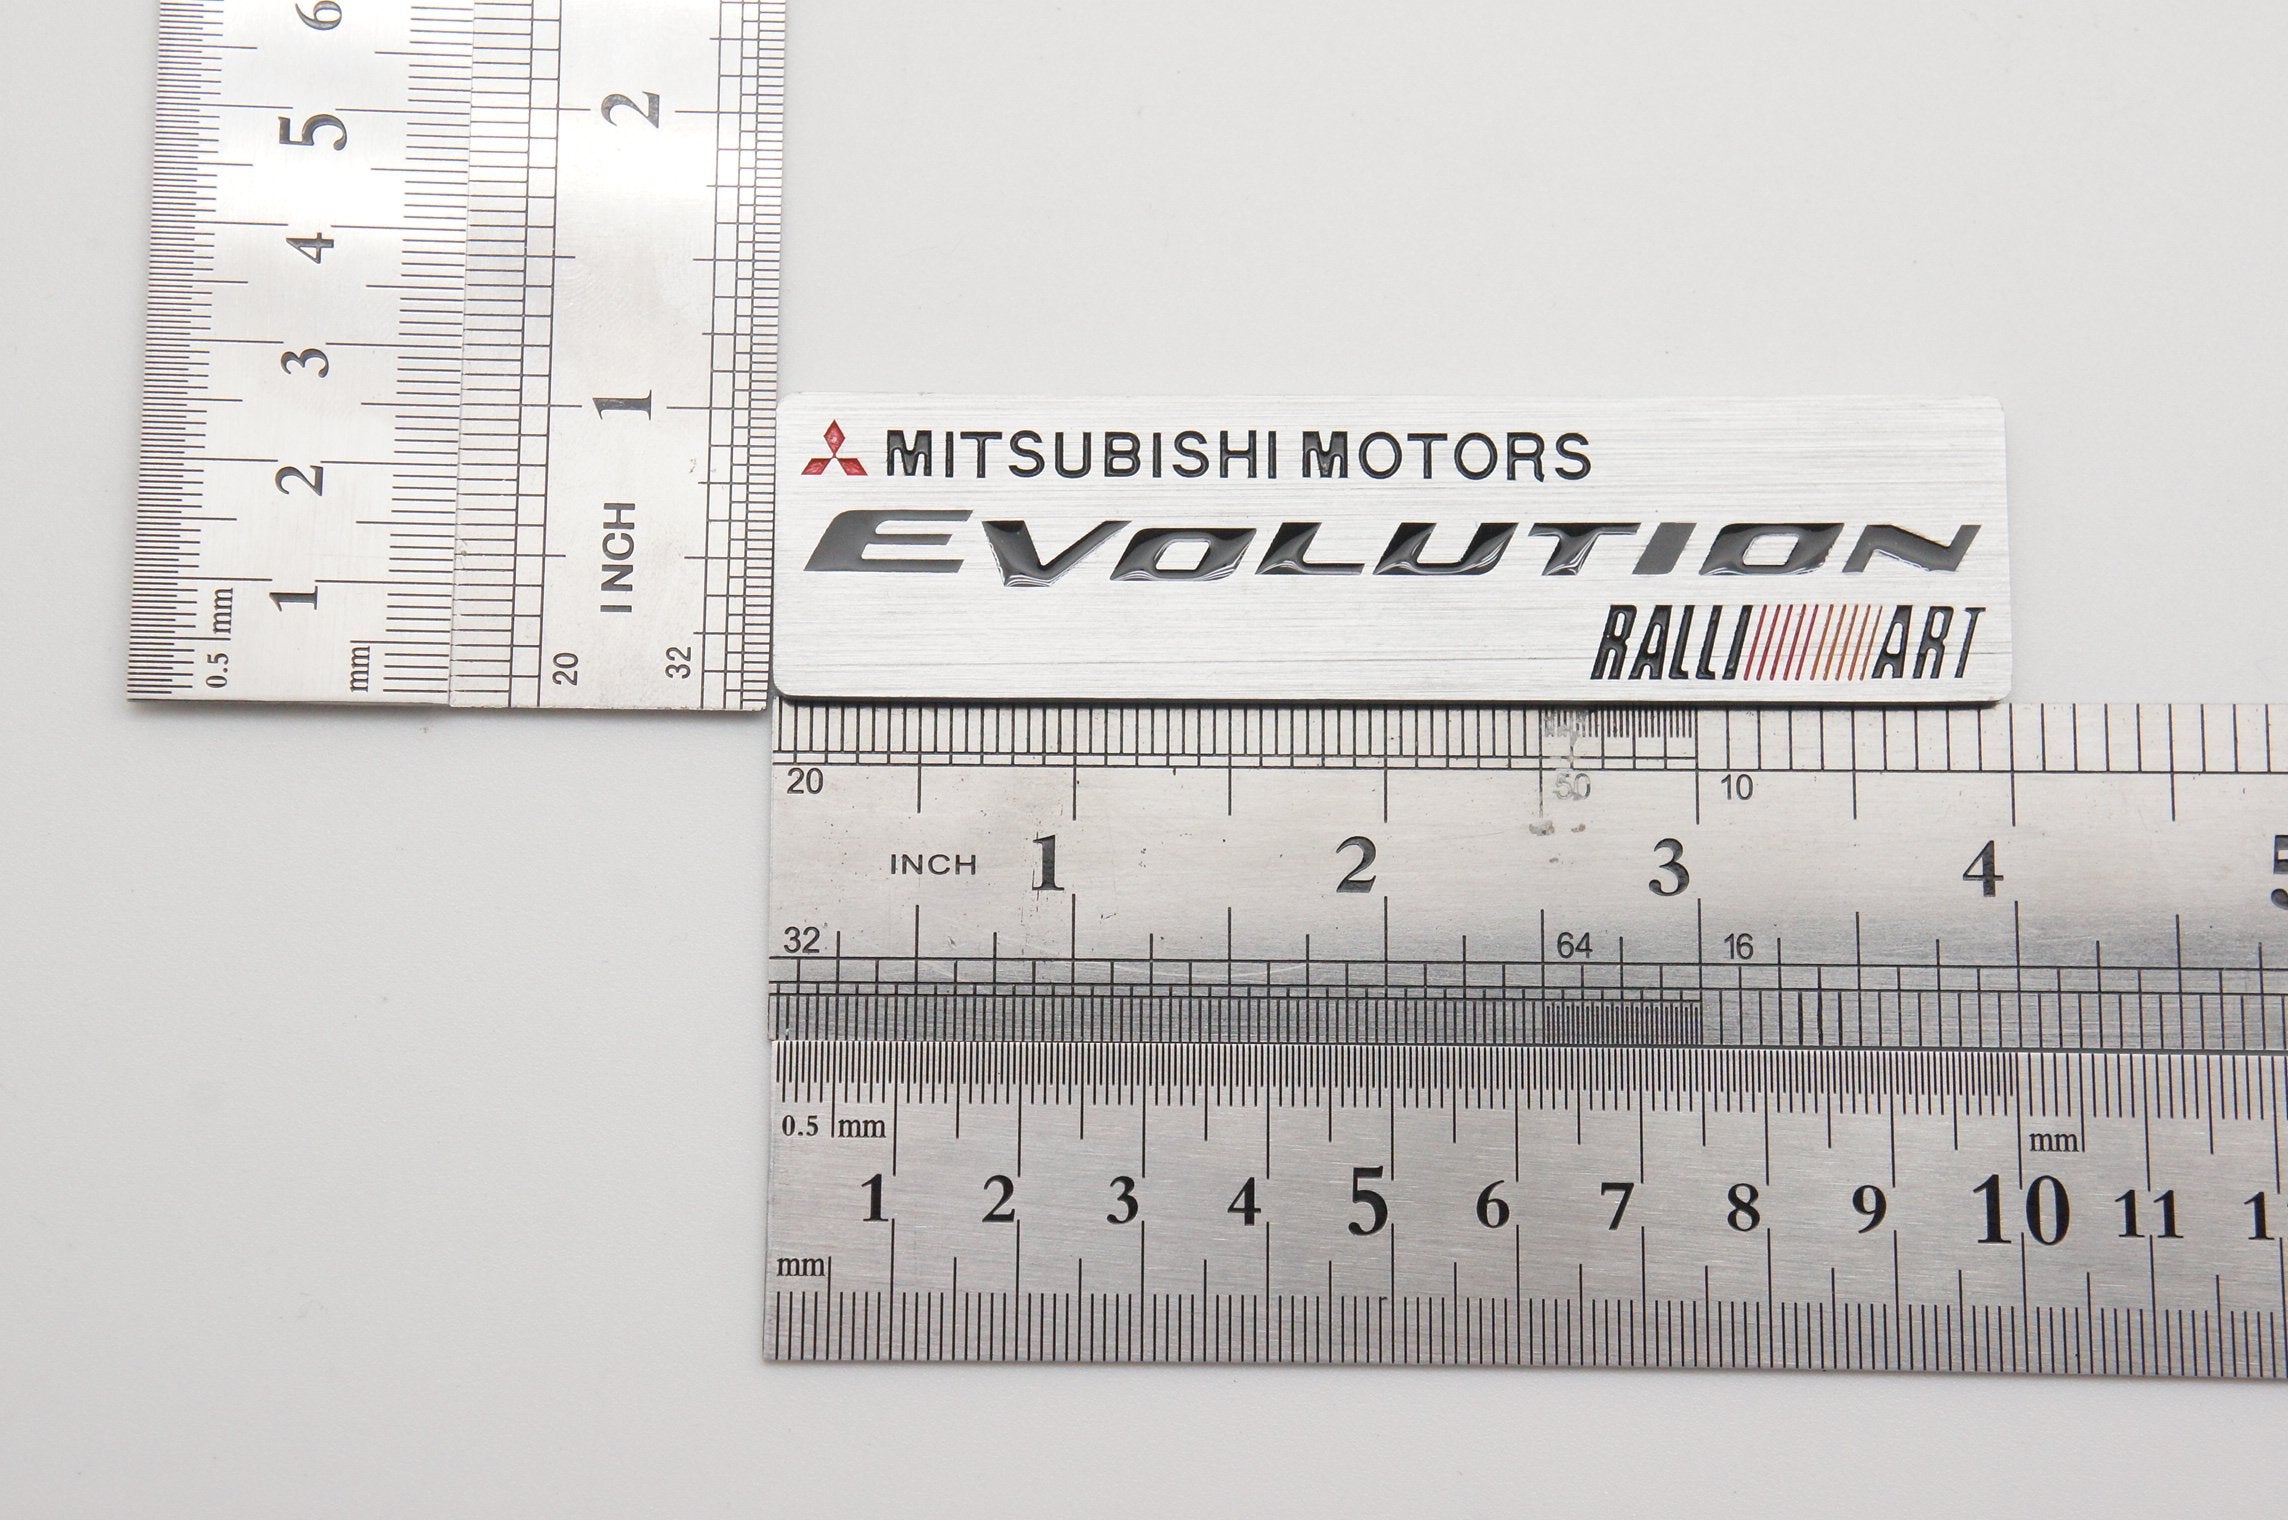 6
5
4
3
2
1
0.5 mm
mm
2
1
INCH
20
32
MITSUBISHI MOTORS
EVOLUTION
RALLI ART
20 50 10
INCH 1 2 3 4 5
32 64 16
0.5 mm mm
1 2 3 4 5 6 7 8 9 10 11 1
mm